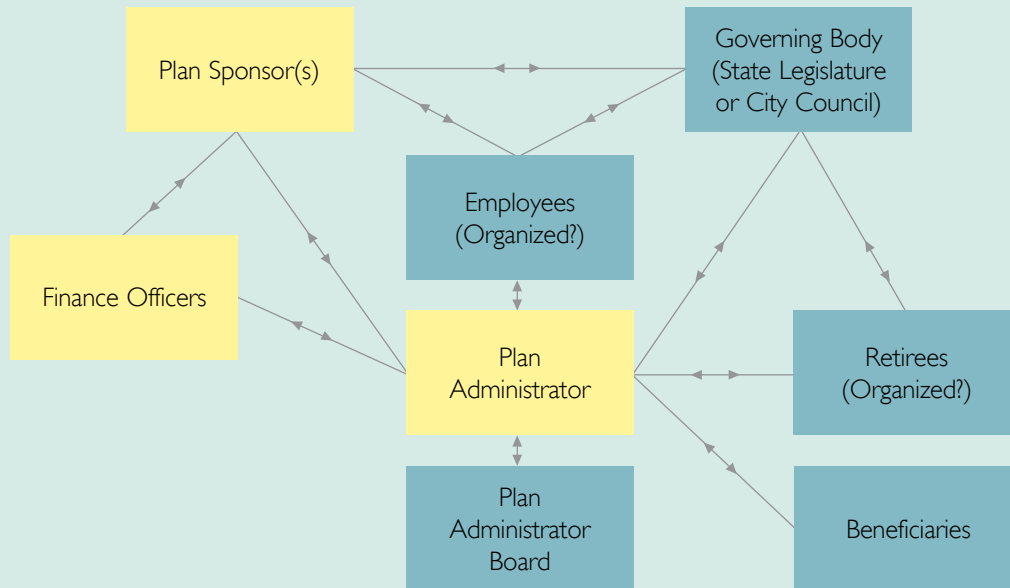 Plan Sponsor(s)
Governing Body
(State Legislature
or City Council)
Employees
(Organized?)
Finance Officers
Plan
Administrator
Retirees
(Organized?)
Plan
Administrator
Board
Beneficiaries